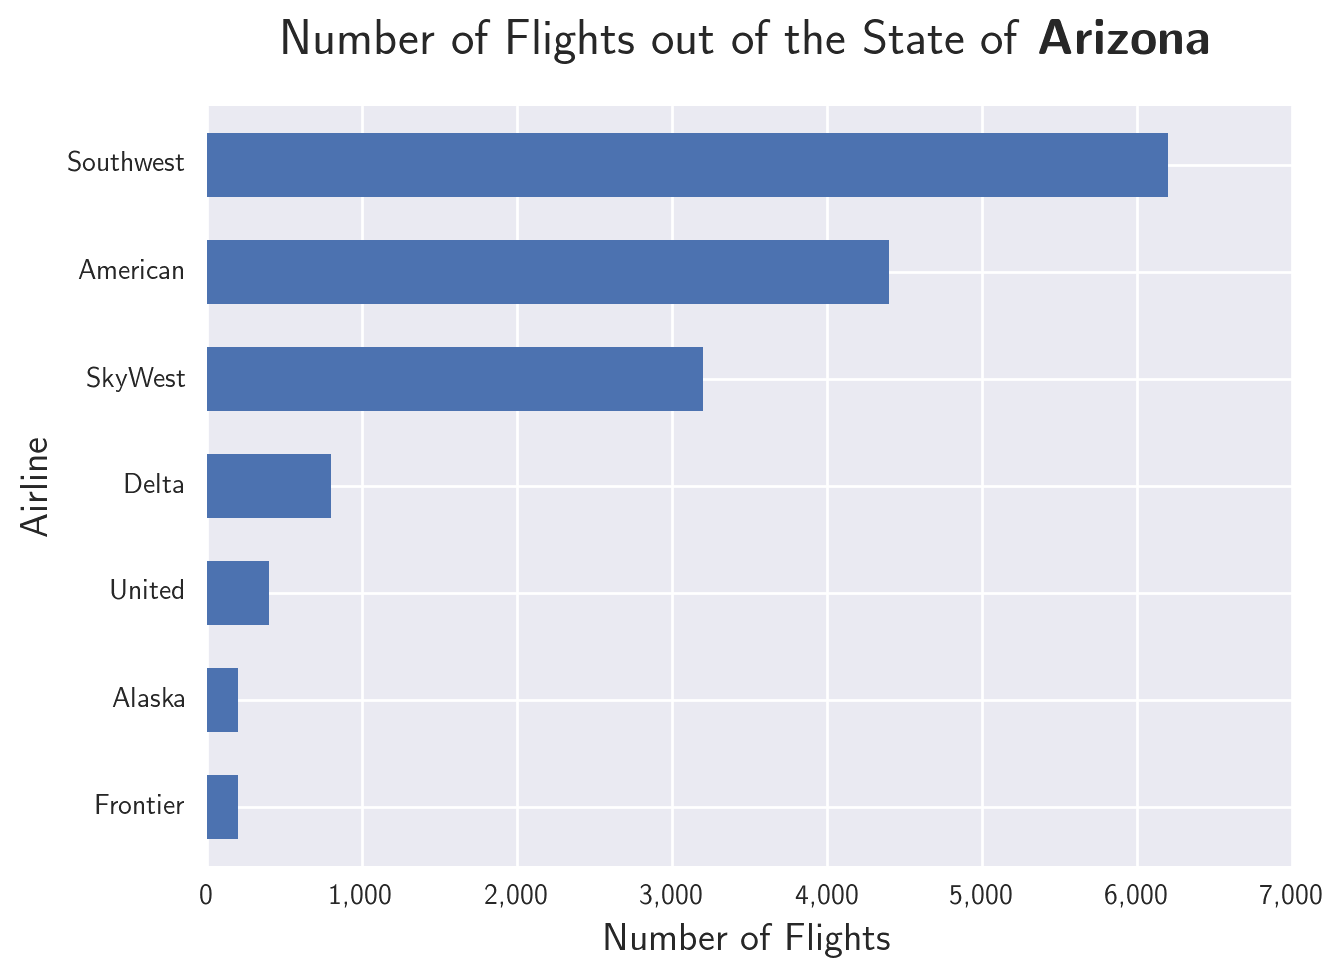 Number of Flights out of the State of Arizona
Southwest
American
SkyWest
Delta
United
Alaska
Frontier
Airline
0 1,000 2,000 3,000 4,000 5,000 6,000 7,000
Number of Flights